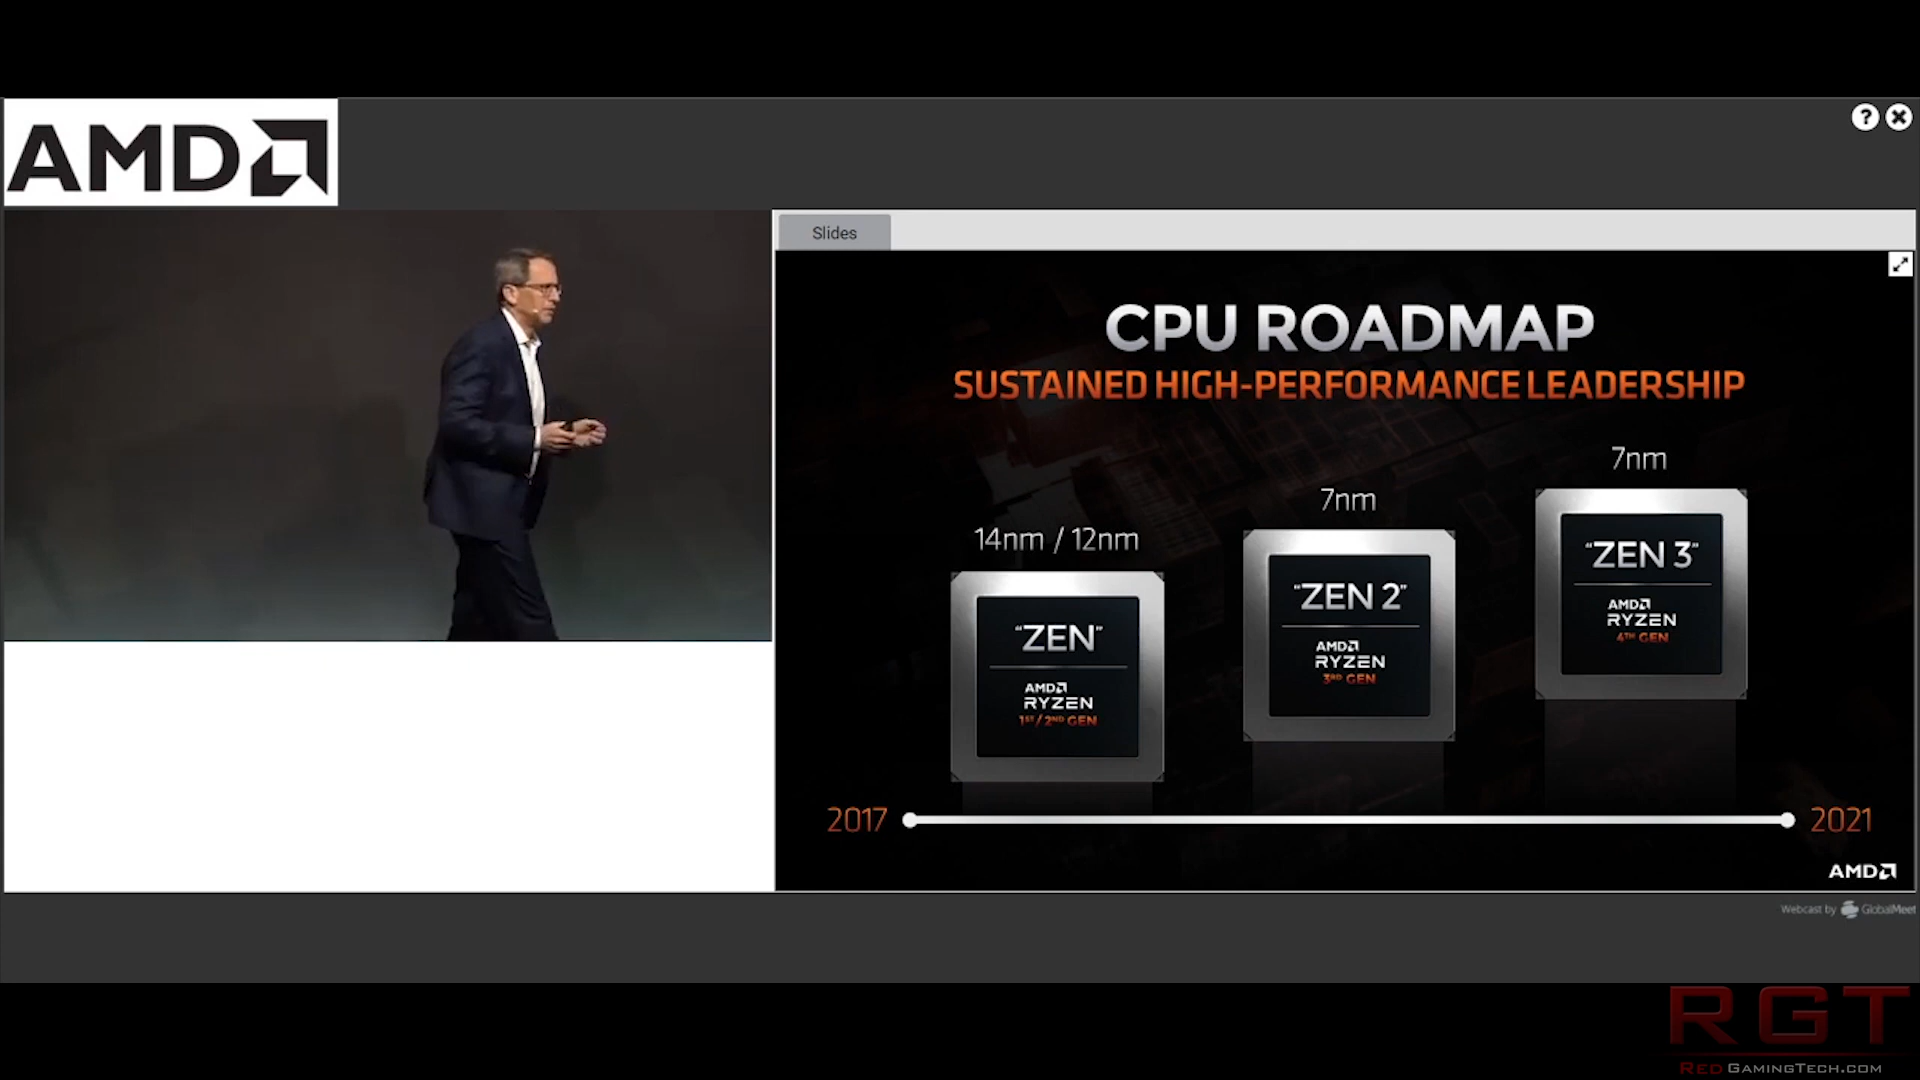 AMD
Slides
CPU ROADMAP
SUSTAINED HIGH-PERFORMANCE LEADERSHIP
14nm / 12nm
"ZEN"
AMD
RYZEN
1ST/2ND GEN
7nm
"ZEN 2"
AMD
RYZEN
3RD GEN
7nm
"ZEN 3"
AMD
RYZEN
4TH GEN
2017
2021
AMD
Webcast by GlobalMeet
RGT
REDGAMINGTECH.COM